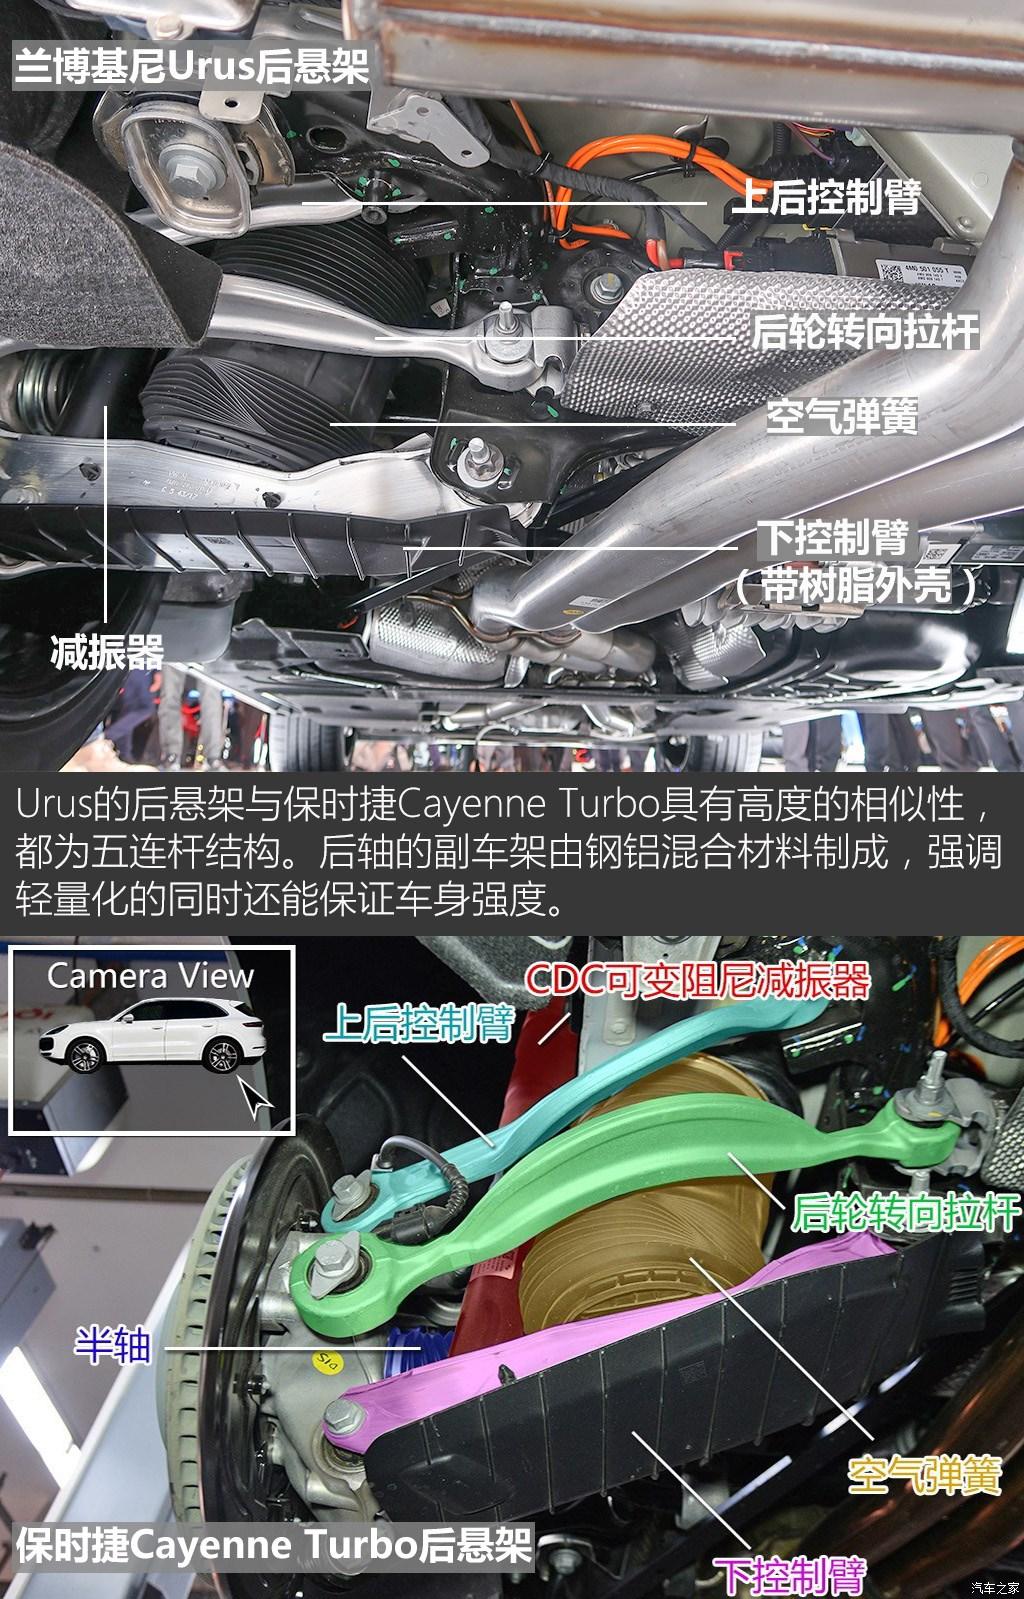 兰博基尼Urus后悬架
上后控制臂
4M0 501 055 T
后轮转向拉杆
空气弹簧
下控制臂
（带树脂外壳）
减振器
Urus的后悬架与保时捷Cayenne Turbo具有高度的相似性，
都为五连杆结构。后轴的副车架由钢铝混合材料制成，强调
轻量化的同时还能保证车身强度。
Camera View
CDC可变阻尼减振器
上后控制臂
后轮转向拉杆
半轴
DIS
空气弹簧
保时捷Cayenne Turbo后悬架
下控制臂
汽车之家